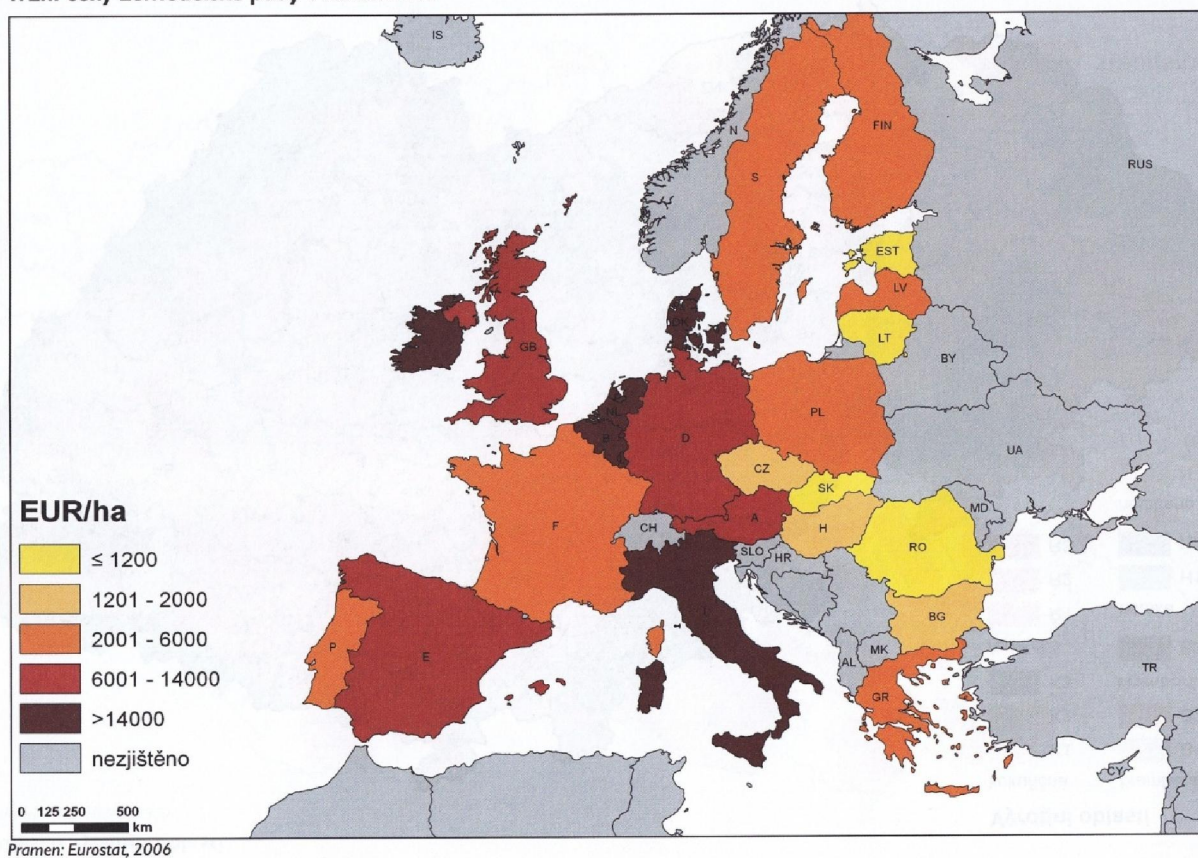 IS
N
FIN
RUS
S
EST
LV
LT
DK
GB
BY
NL
B
D
PL
UA
CZ
SK
MD
F
CH
A
H
RO
SLO
HR
I
BG
P
E
AL
MK
GR
TR
CY
EUR/ha
≤ 1200
1201 - 2000
2001 - 6000
6001 - 14000
>14000
nezjištěno
0 125 250 500
km
Pramen: Eurostat, 2006